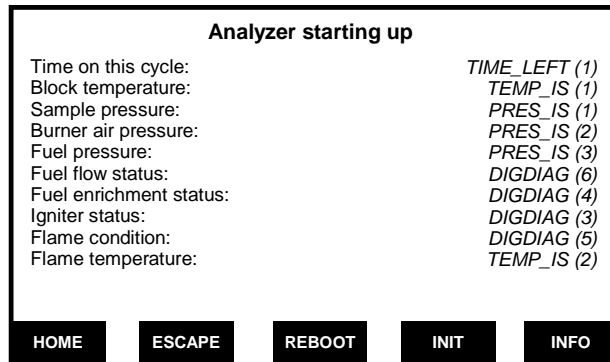 Analyzer starting up
Time on this cycle: TIME_LEFT (1)
Block temperature: TEMP_IS (1)
Sample pressure: PRES_IS (1)
Burner air pressure: PRES_IS (2)
Fuel pressure: PRES_IS (3)
Fuel flow status: DIGDIAG (6)
Fuel enrichment status: DIGDIAG (4)
Igniter status: DIGDIAG (3)
Flame condition: DIGDIAG (5)
Flame temperature: TEMP_IS (2)
HOME ESCAPE REBOOT INIT INFO